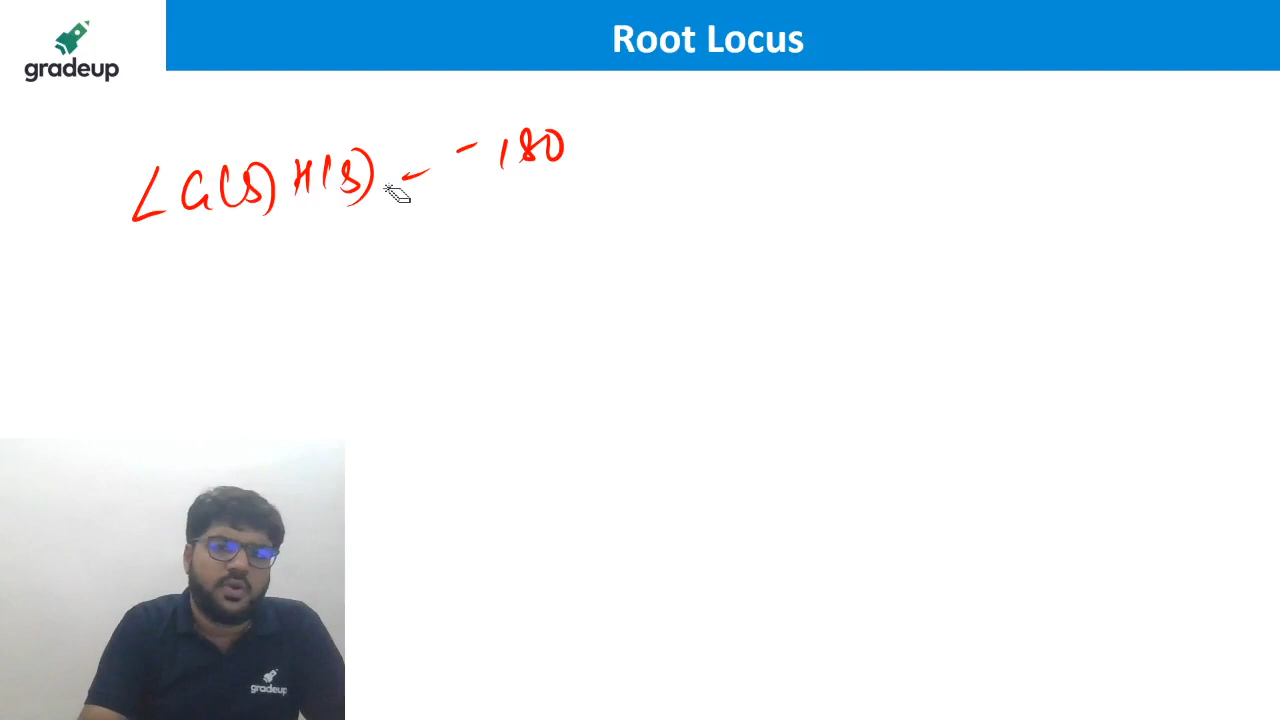 gradeup
Root Locus
∠G(s) H(s) = -180
gradeup